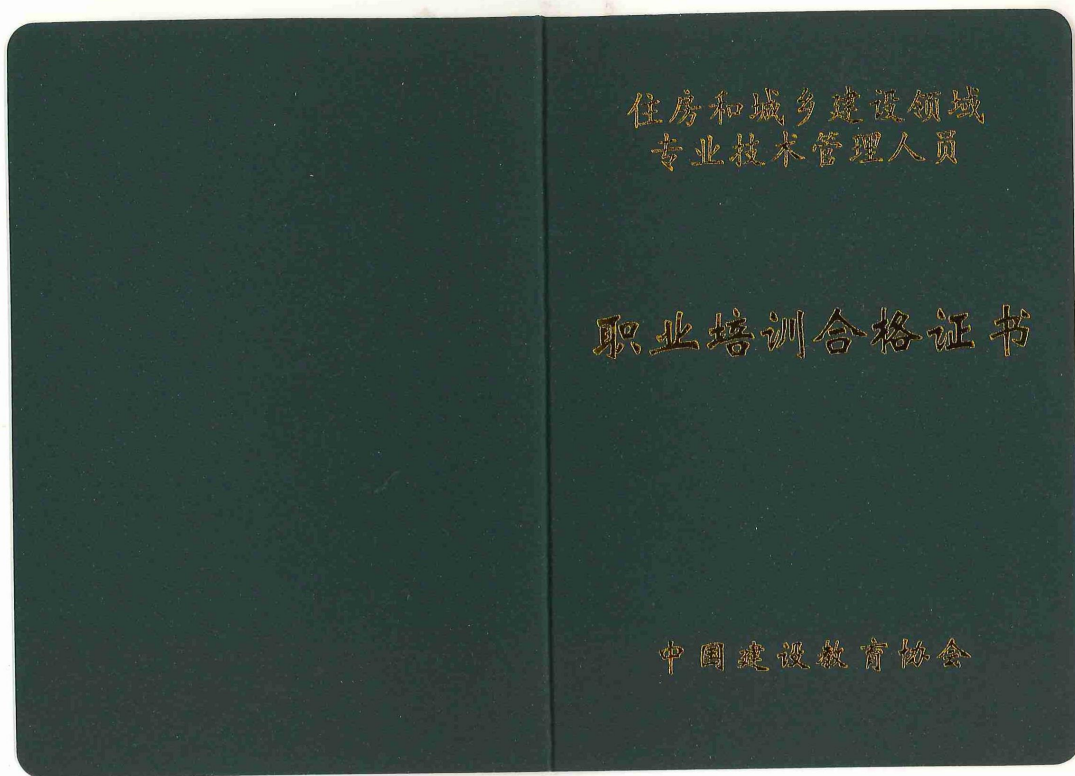 住房和城乡建设领域
专业技术管理人员
职业培训合格证书
中国建设教育协会